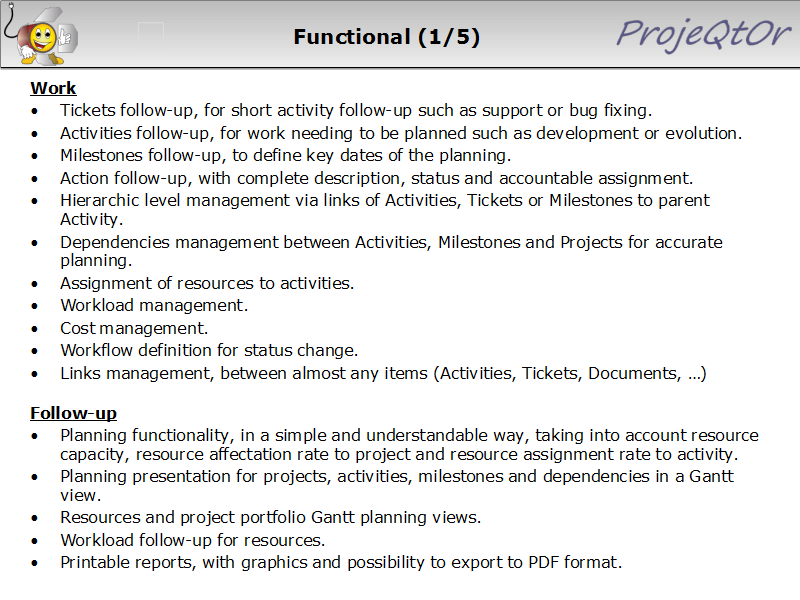 Functional (1/5)
ProjeQtOr
Work
• Tickets follow-up, for short activity follow-up such as support or bug fixing.
• Activities follow-up, for work needing to be planned such as development or evolution.
• Milestones follow-up, to define key dates of the planning.
• Action follow-up, with complete description, status and accountable assignment.
• Hierarchic level management via links of Activities, Tickets or Milestones to parent
Activity.
• Dependencies management between Activities, Milestones and Projects for accurate
planning.
• Assignment of resources to activities.
• Workload management.
• Cost management.
• Workflow definition for status change.
• Links management, between almost any items (Activities, Tickets, Documents, …)
Follow-up
• Planning functionality, in a simple and understandable way, taking into account resource
capacity, resource affectation rate to project and resource assignment rate to activity.
• Planning presentation for projects, activities, milestones and dependencies in a Gantt
view.
• Resources and project portfolio Gantt planning views.
• Workload follow-up for resources.
• Printable reports, with graphics and possibility to export to PDF format.